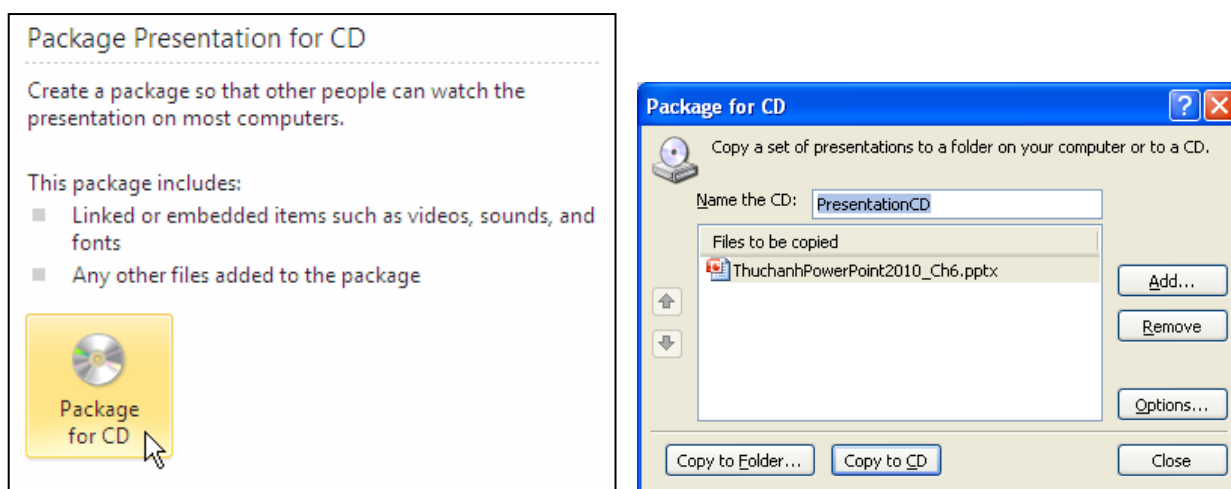 Package Presentation for CD
Create a package so that other people can watch the
presentation on most computers.
This package includes:
Linked or embedded items such as videos, sounds, and
fonts
Any other files added to the package
Package
for CD
Package for CD
?
Copy a set of presentations to a folder on your computer or to a CD.
Name the CD: PresentationCD
Files to be copied
ThuchanhPowerPoint2010_Ch6.pptx
Add...
Remove
Options...
Copy to Folder... Copy to CD Close